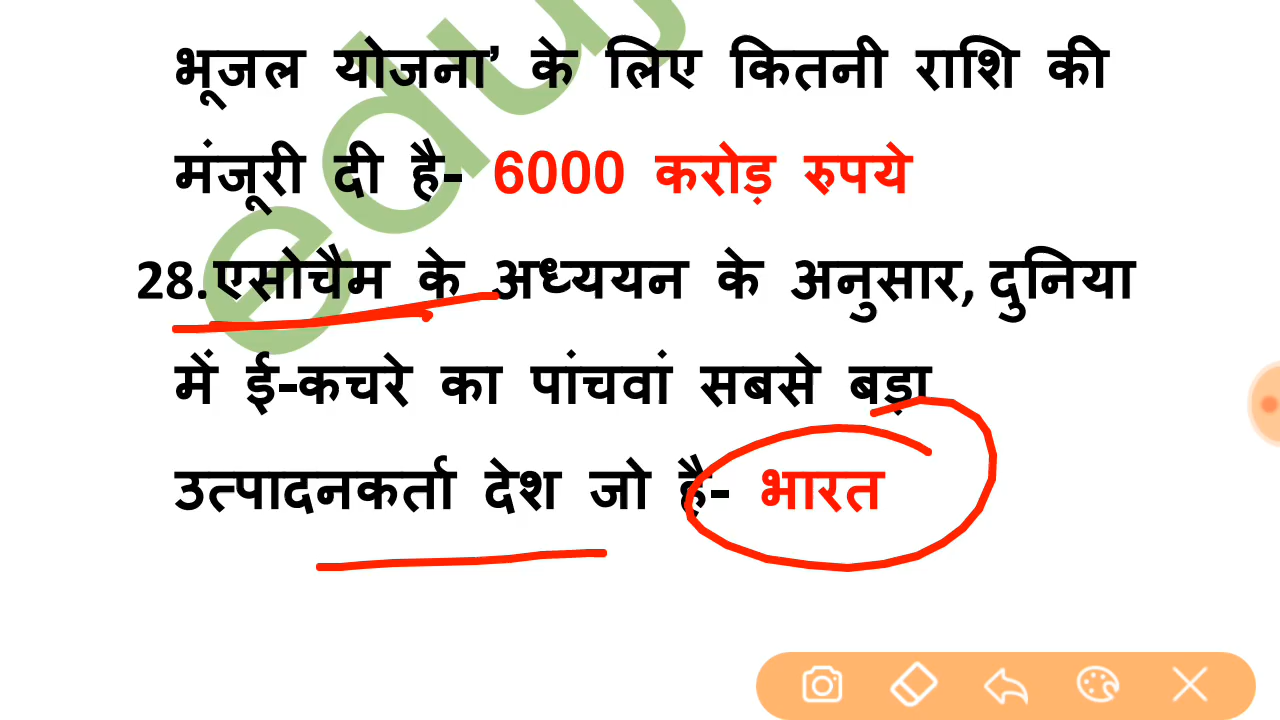 भूजल योजना’ के लिए कितनी राशि की
मंजूरी दी है- 6000 करोड़ रुपये
28. एसोचैम के अध्ययन के अनुसार, दुनिया
में ई-कचरे का पांचवां सबसे बड़ा
उत्पादनकर्ता देश जो है- भारत